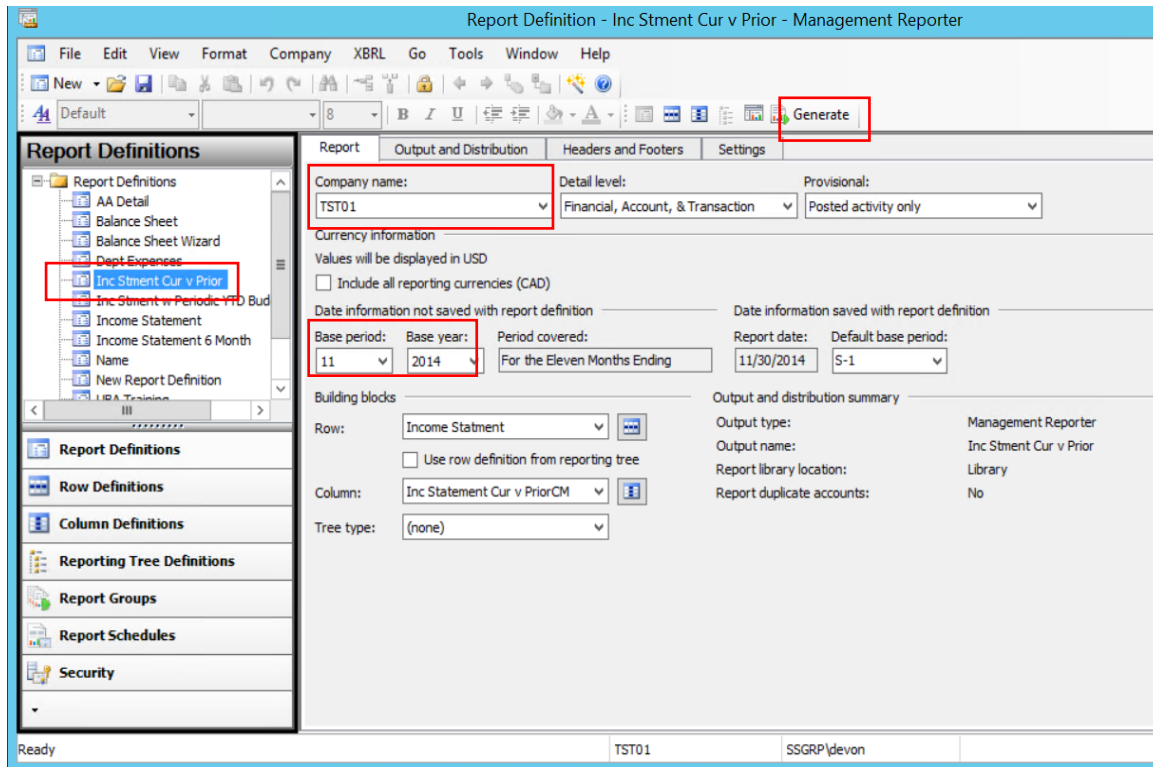 Report Definition - Inc Stment Cur v Prior - Management Reporter
File Edit View Format Company XBRL Go Tools Window Help
New
Default 8 B I U A Generate
Report Definitions
Report Definitions
AA Detail
Balance Sheet
Balance Sheet Wizard
Dept Expenses
Inc Stment Cur v Prior
Inc Stment w Periodic YTD Bud
Income Statement
Income Statement 6 Month
Name
New Report Definition
UBA Training
Report Definitions
Row Definitions
Column Definitions
Reporting Tree Definitions
Report Groups
Report Schedules
Security
Report Output and Distribution Headers and Footers Settings
Company name: Detail level: Provisional:
TST01 Financial, Account, & Transaction Posted activity only
Currency information
Values will be displayed in USD
Include all reporting currencies (CAD)
Date information not saved with report definition Date information saved with report definition
Base period: Base year: Period covered: Report date: Default base period:
11 2014 For the Eleven Months Ending 11/30/2014 S-1
Building blocks Output and distribution summary
Row: Income Statment
Use row definition from reporting tree
Column: Inc Statement Cur v PriorCM
Tree type: (none)
Output type: Management Reporter
Output name: Inc Stment Cur v Prior
Report library location: Library
Report duplicate accounts: No
Ready TST01 SSGRP\devon